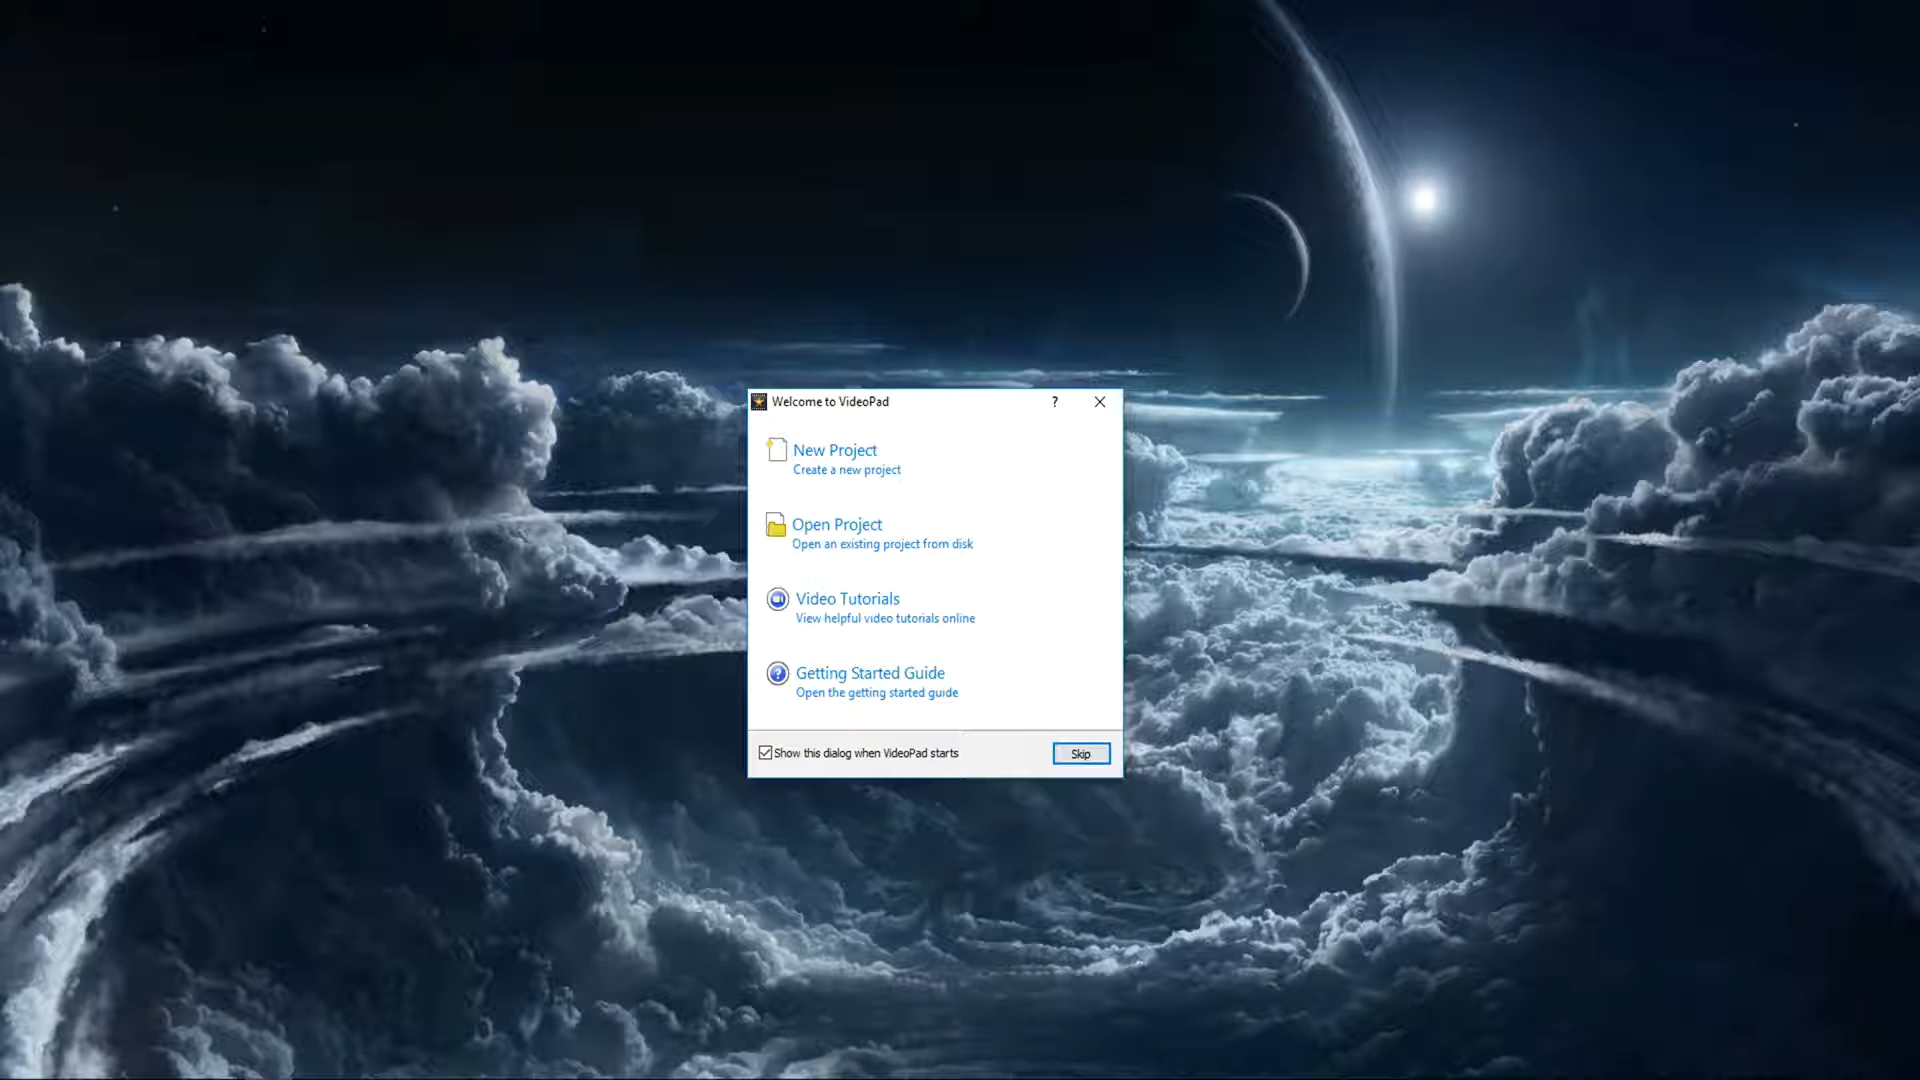 Welcome to VideoPad
?
New Project
Create a new project
Open Project
Open an existing project from disk
Video Tutorials
View helpful video tutorials online
?
Getting Started Guide
Open the getting started guide
Show this dialog when VideoPad starts
Skip